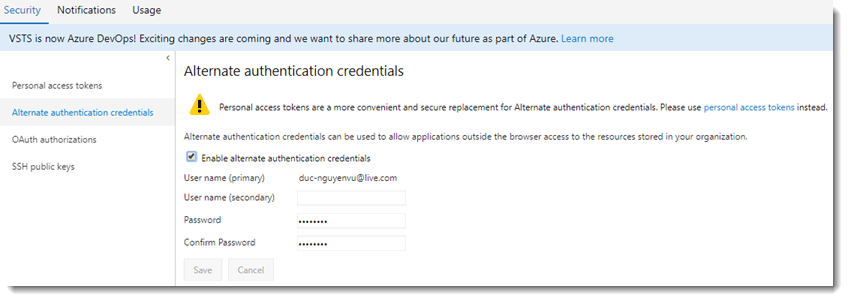 Security Notifications Usage
VSTS is now Azure DevOps! Exciting changes are coming and we want to share more about our future as part of Azure. Learn more
Personal access tokens
Alternate authentication credentials
OAuth authorizations
SSH public keys
Alternate authentication credentials
Personal access tokens are a more convenient and secure replacement for Alternate authentication credentials. Please use personal access tokens instead.
Alternate authentication credentials can be used to allow applications outside the browser access to the resources stored in your organization.
Enable alternate authentication credentials
User name (primary) duc-nguyenvu@live.com
User name (secondary)
Password ••••••••
Confirm Password ••••••••
Save Cancel